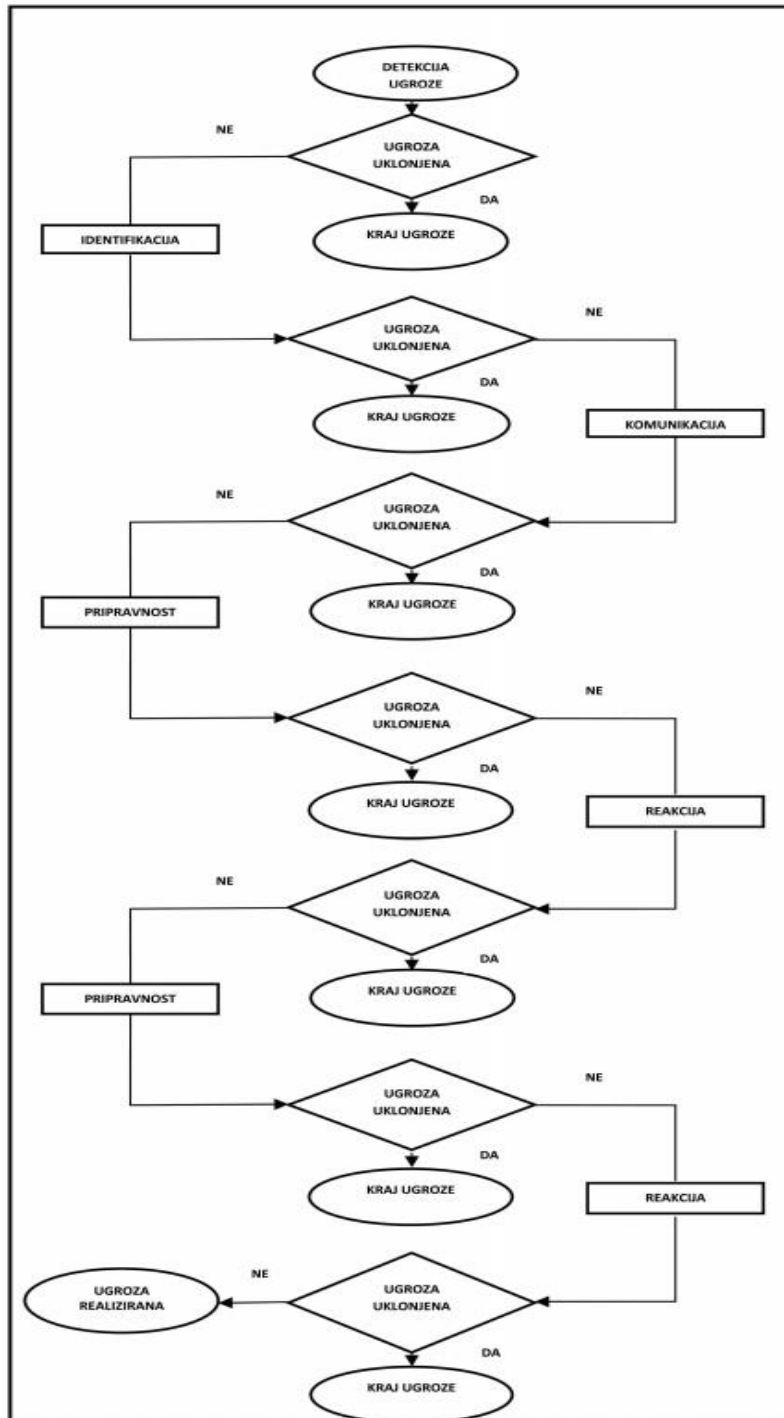 DETEKCIJA
UGROZE
NE
UGROZA
UKLONJENA
DA
KRAJ UGROZE
IDENTIFIKACIJA
UGROZA
UKLONJENA
NE
DA
KRAJ UGROZE
KOMUNIKACIJA
NE
UGROZA
UKLONJENA
DA
KRAJ UGROZE
PRIPRAVNOST
UGROZA
UKLONJENA
NE
DA
KRAJ UGROZE
REAKCIJA
NE
UGROZA
UKLONJENA
DA
KRAJ UGROZE
PRIPRAVNOST
UGROZA
UKLONJENA
NE
DA
KRAJ UGROZE
REAKCIJA
UGROZA
REALIZIRANA
NE
UGROZA
UKLONJENA
DA
KRAJ UGROZE